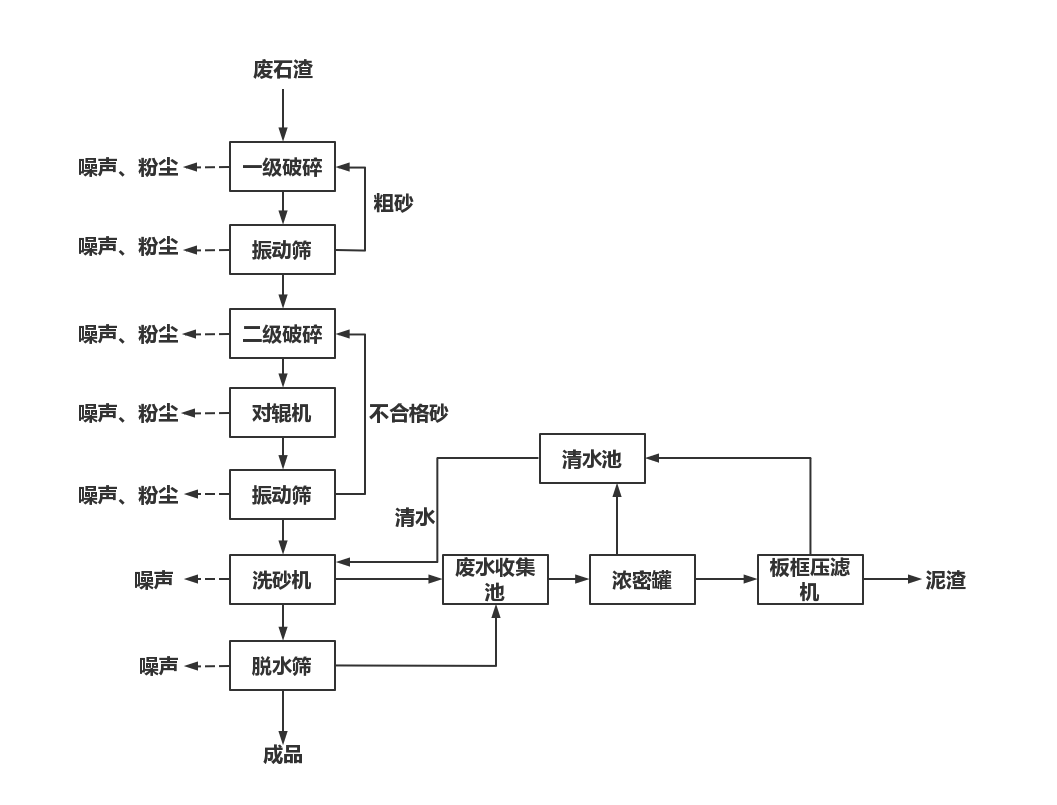 废石渣
噪声、粉尘
一级破碎
粗砂
噪声、粉尘
振动筛
噪声、粉尘
二级破碎
噪声、粉尘
对辊机
不合格砂
清水池
噪声、粉尘
振动筛
清水
噪声
洗砂机
废水收集
池
浓密罐
板框压滤
机
泥渣
噪声
脱水筛
成品